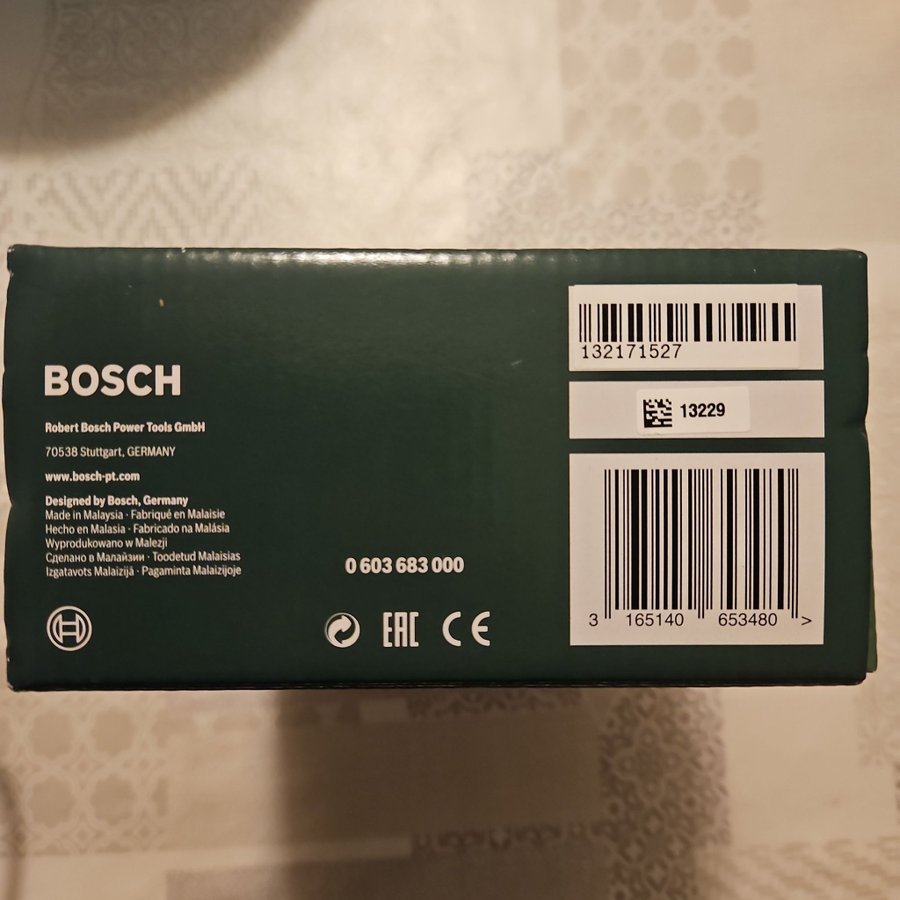 BOSCH
Robert Bosch Power Tools GmbH
70538 Stuttgart, GERMANY
www.bosch-pt.com
Designed by Bosch, Germany
Made in Malaysia · Fabriqué en Malaisie
Hecho en Malasia · Fabricado na Malásia
Wyprodukowano w Malezji
Сделано в Малайзии · Toodetud Malaisias
Izgatavots Malaizijā · Pagaminta Malaizijoje
0 603 683 000
EAC CE
132171527
13229
3 165140 653480 >